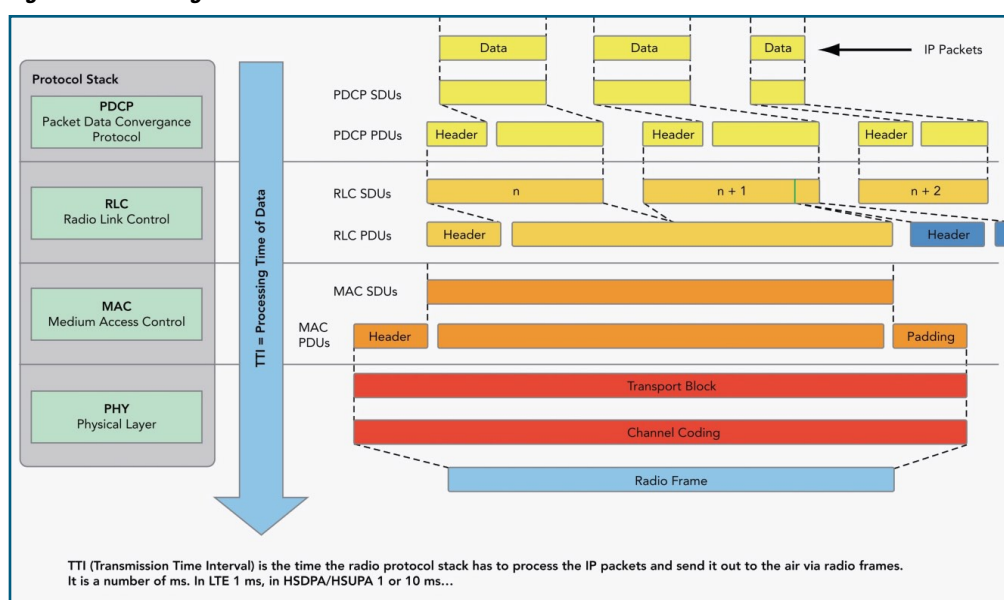 Data
Data
Data
IP Packets
Protocol Stack
PDCP
Packet Data Convergance
Protocol
PDCP SDUs
PDCP PDUs
Header
Header
Header
RLC
Radio Link Control
RLC SDUs
n
n + 1
n + 2
RLC PDUs
Header
Header
TTI = Processing Time of Data
MAC
Medium Access Control
MAC SDUs
MAC
PDUs
Header
Padding
PHY
Physical Layer
Transport Block
Channel Coding
Radio Frame
TTI (Transmission Time Interval) is the time the radio protocol stack has to process the IP packets and send it out to the air via radio frames.
It is a number of ms. In LTE 1 ms, in HSDPA/HSUPA 1 or 10 ms...